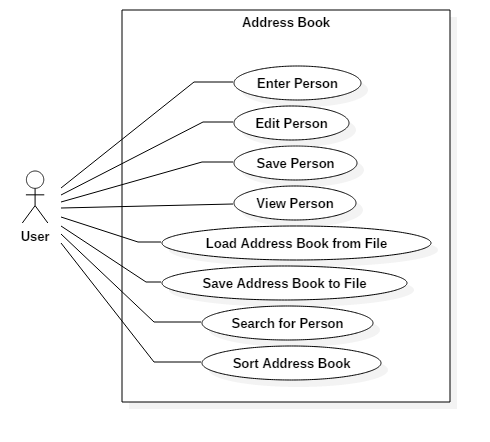 Address Book
Enter Person
Edit Person
Save Person
View Person
User
Load Address Book from File
Save Address Book to File
Search for Person
Sort Address Book